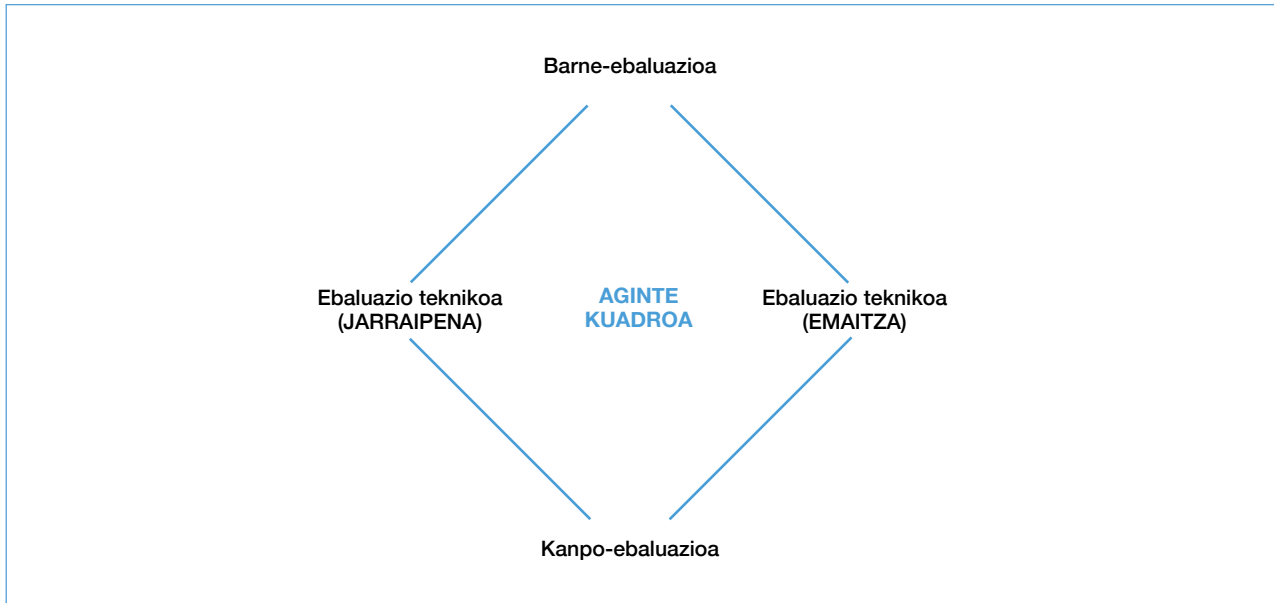 Barne-ebaluazioa
Ebaluazio teknikoa
(JARRAIPENA)
AGINTE
KUADROA
Ebaluazio teknikoa
(EMAITZA)
Kanpo-ebaluazioa